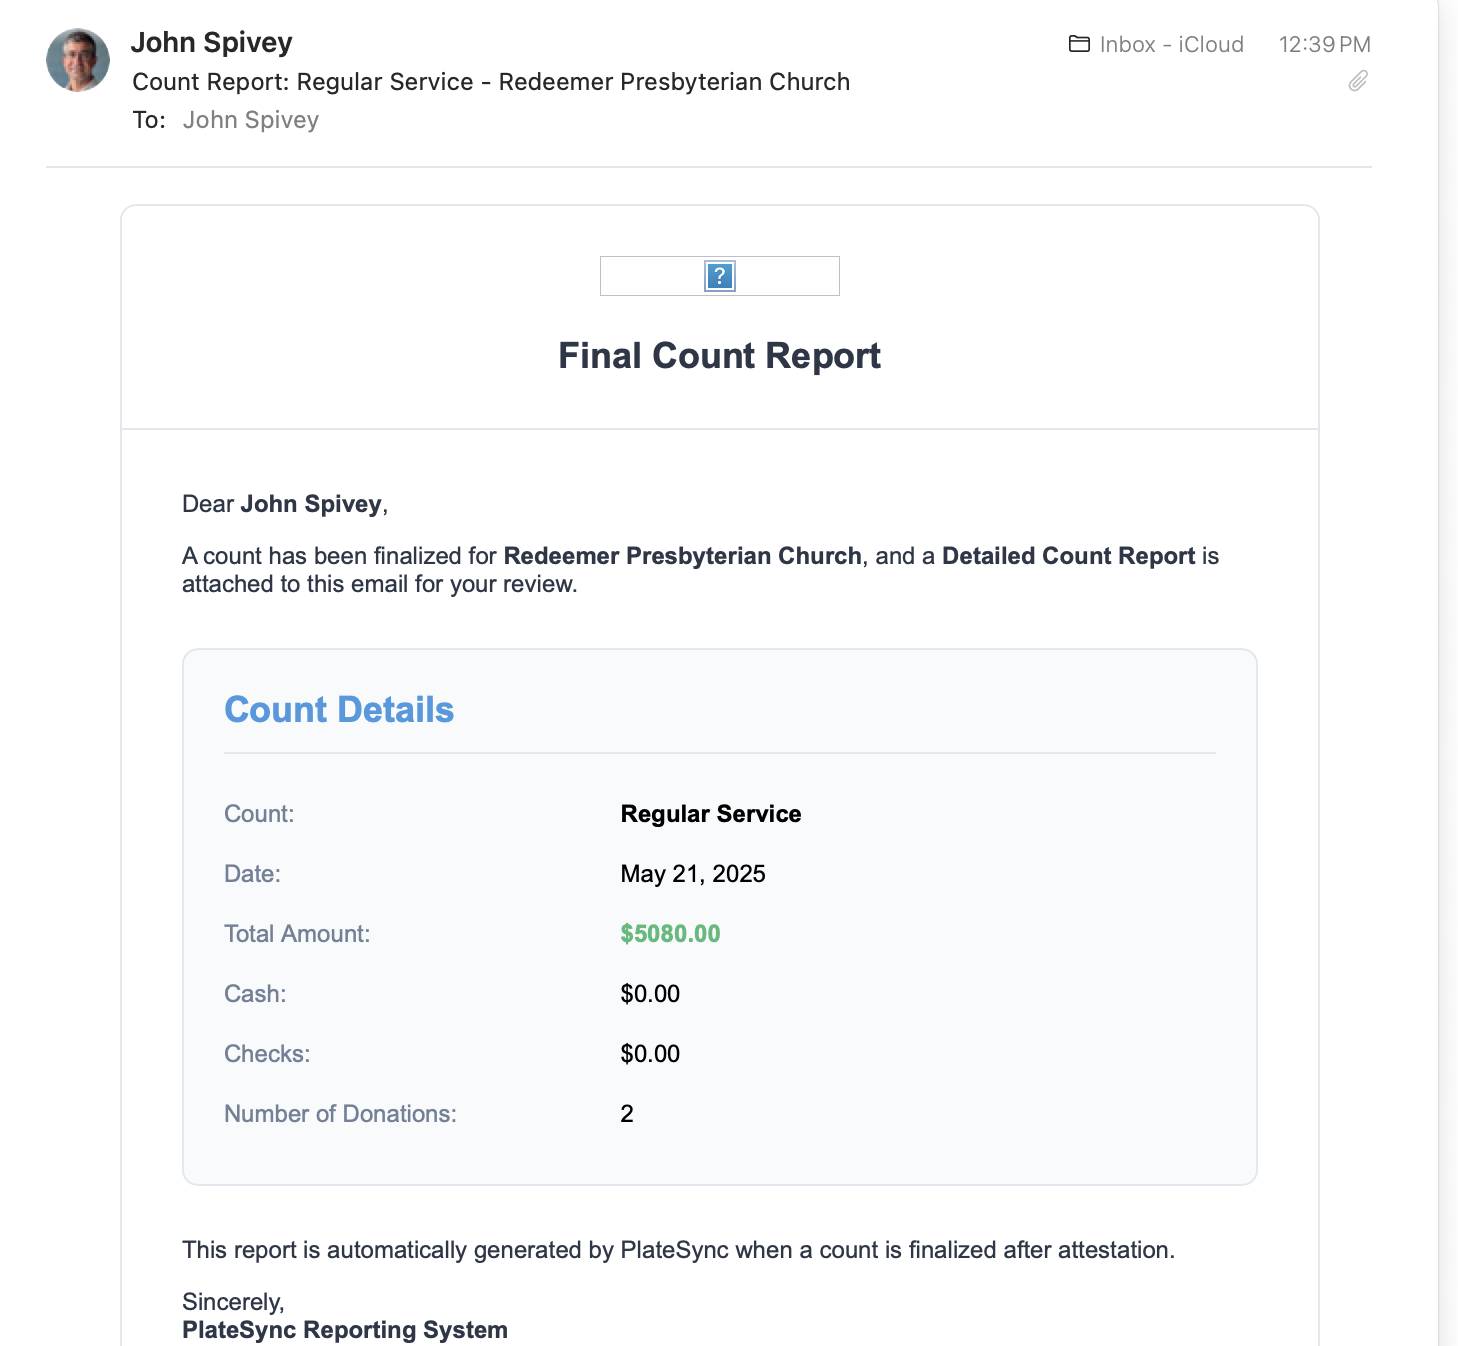 John Spivey
Inbox - iCloud
12:39 PM
Count Report: Regular Service - Redeemer Presbyterian Church
To: John Spivey
?
Final Count Report
Dear John Spivey,
A count has been finalized for Redeemer Presbyterian Church, and a Detailed Count Report is
attached to this email for your review.
Count Details
Count: Regular Service
Date: May 21, 2025
Total Amount: $5080.00
Cash: $0.00
Checks: $0.00
Number of Donations: 2
This report is automatically generated by PlateSync when a count is finalized after attestation.
Sincerely,
PlateSync Reporting System